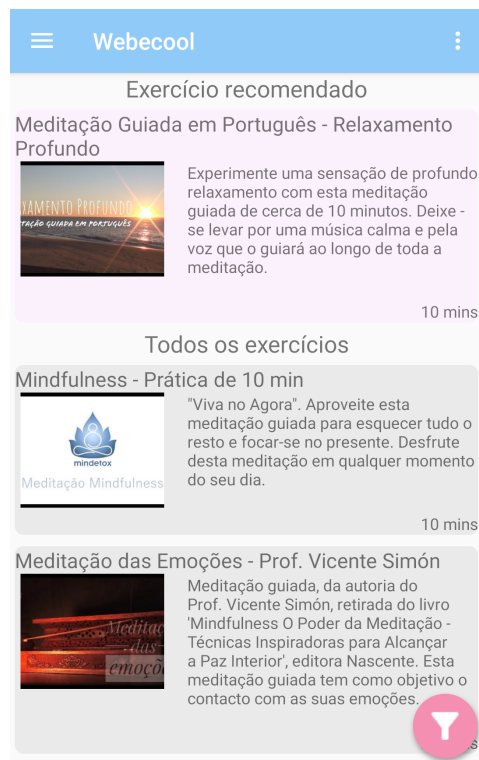 Webecool
Exercício recomendado
Meditação Guiada em Português - Relaxamento
Profundo
XAMENTO PROFUNDO
TAÇÃO GUIADA EM PORTUGUÊS
Experimente uma sensação de profundo
relaxamento com esta meditação
guiada de cerca de 10 minutos. Deixe -
se levar por uma música calma e pela
voz que o guiará ao longo de toda a
meditação.
10 mins
Todos os exercícios
Mindfulness - Prática de 10 min
mindetox
Meditação Mindfulness
"Viva no Agora". Aproveite esta
meditação guiada para esquecer tudo o
resto e focar-se no presente. Desfrute
desta meditação em qualquer momento
do seu dia.
10 mins
Meditação das Emoções - Prof. Vicente Simón
Meditaç
-das-
emoçõ
Meditação guiada, da autoria do
Prof. Vicente Simón, retirada do livro
'Mindfulness O Poder da Meditação -
Técnicas Inspiradoras para Alcançar
a Paz Interior', editora Nascente. Esta
meditação guiada tem como objetivo o
contacto com as suas emoções.